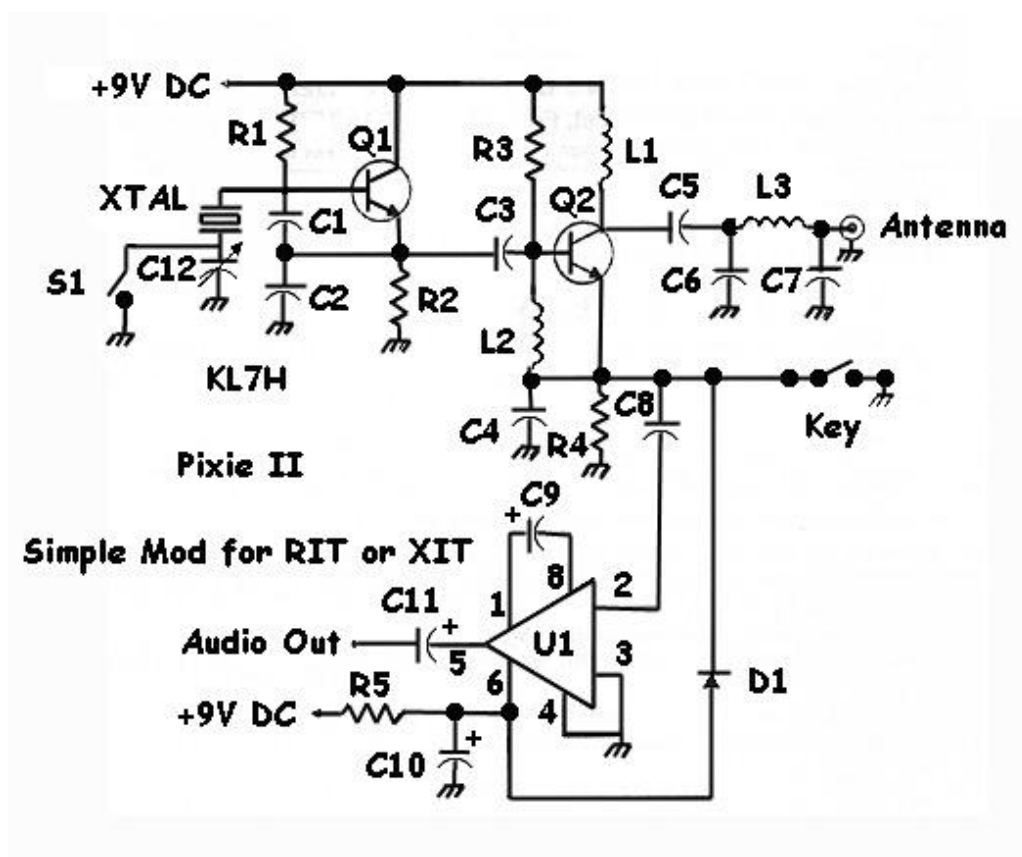 +9V DC
R1
Q1
R3
L1
XTAL
C1
C3
Q2
C5
L3
Antenna
S1
C12
C2
R2
C6
C7
L2
KL7H
C4
R4
C8
Key
Pixie II
C9
+
Simple Mod for RIT or XIT
8
2
C11
+
1
Audio Out
5
U1
3
6
R5
4
D1
+9V DC
+
C10